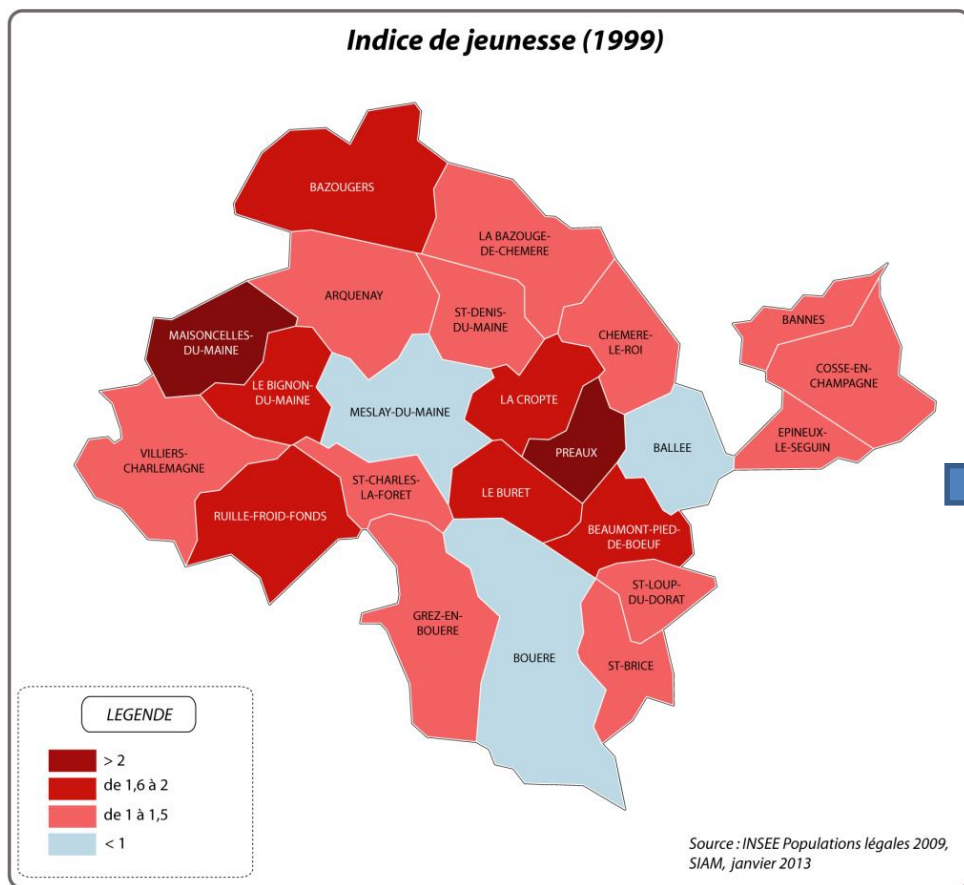 Indice de jeunesse (1999)
BAZOUGERS
LA BAZOUGE-
DE-CHEMERE
ARQUENAY
ST-DENIS-
DU-MAINE
CHEMERE-
LE-ROI
BANNES
COSSE-EN-
CHAMPAGNE
MAISONCELLES-
DU-MAINE
LE BIGNON-
DU-MAINE
MESLAY-DU-MAINE
LA CROPTE
PREAUX
BALLEE
EPINEUX-
LE-SEGUIN
VILLIERS-
CHARLEMAGNE
ST-CHARLES-
LA-FORET
LE BURET
RUILLE-FROID-FONDS
BEAUMONT-PIED-
DE-BOEUF
ST-LOUP-
DU-DORAT
GREZ-EN-
BOUERE
BOUERE
ST-BRICE
LEGENDE
> 2
de 1,6 à 2
de 1 à 1,5
< 1
Source : INSEE Populations légales 2009,
SIAM, janvier 2013